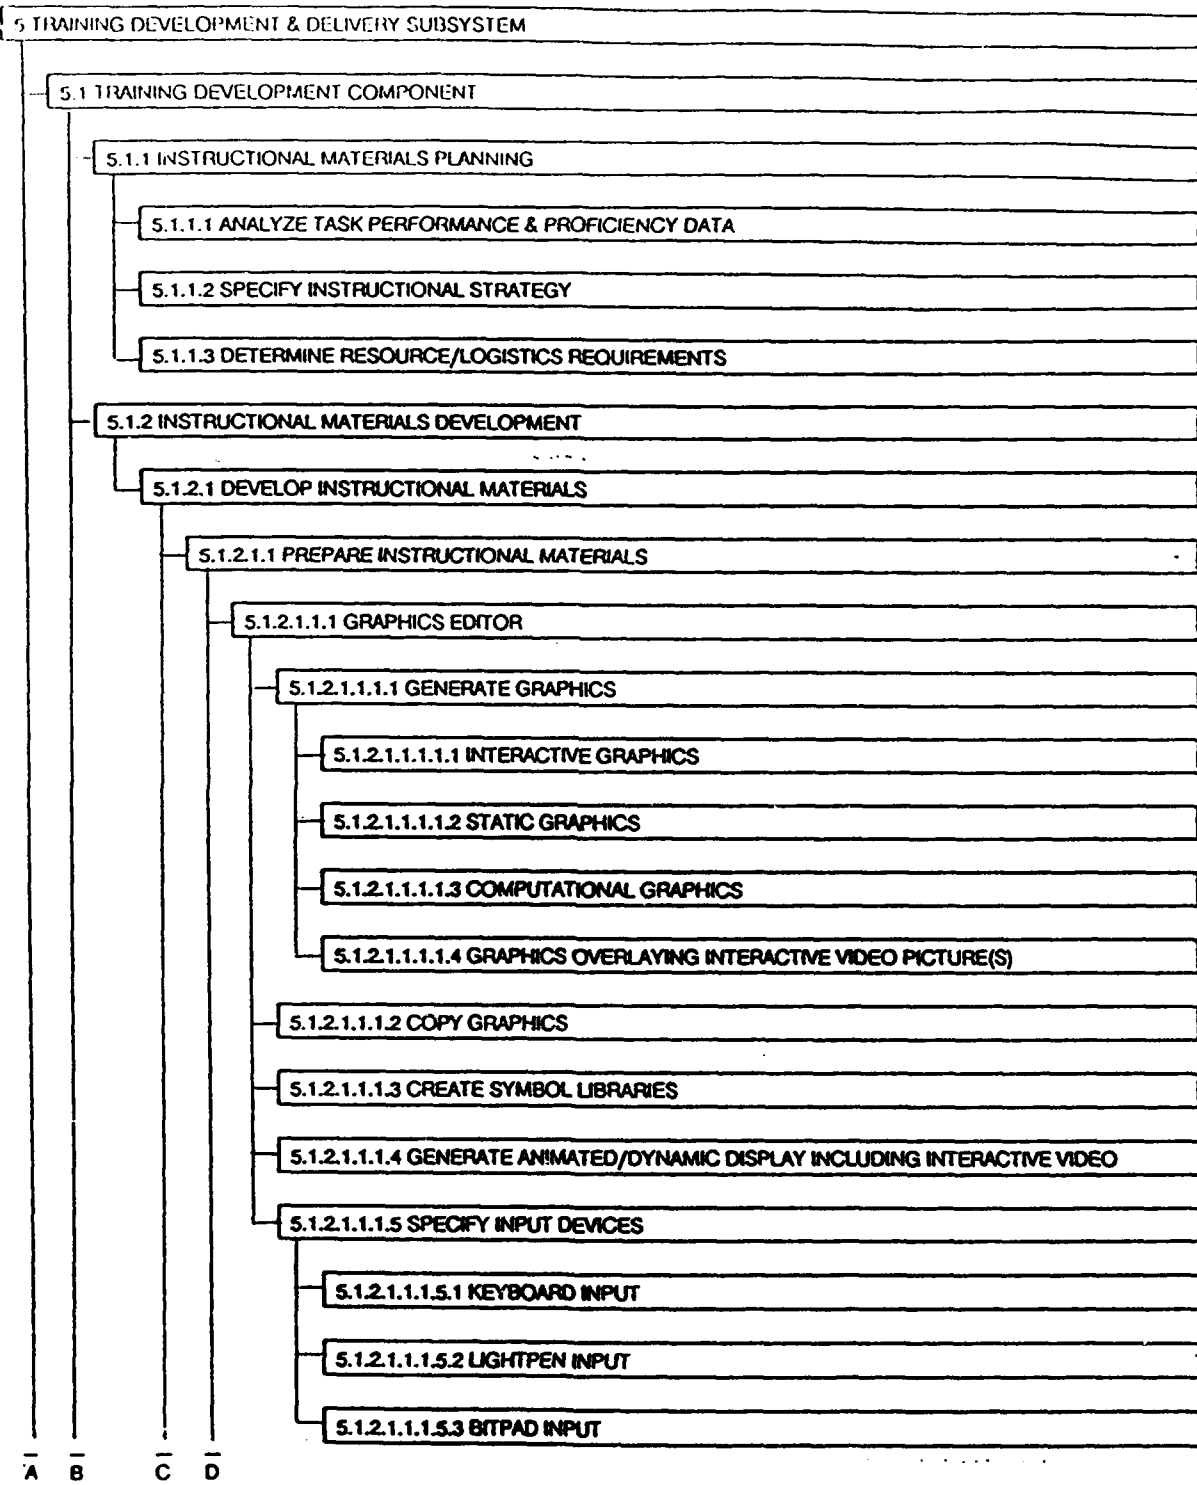 5 TRAINING DEVELOPMENT & DELIVERY SUBSYSTEM
5.1 TRAINING DEVELOPMENT COMPONENT
5.1.1 INSTRUCTIONAL MATERIALS PLANNING
5.1.1.1 ANALYZE TASK PERFORMANCE & PROFICIENCY DATA
5.1.1.2 SPECIFY INSTRUCTIONAL STRATEGY
5.1.1.3 DETERMINE RESOURCE/LOGISTICS REQUIREMENTS
5.1.2 INSTRUCTIONAL MATERIALS DEVELOPMENT
5.1.2.1 DEVELOP INSTRUCTIONAL MATERIALS
5.1.2.1.1 PREPARE INSTRUCTIONAL MATERIALS
5.1.2.1.1.1 GRAPHICS EDITOR
5.1.2.1.1.1.1 GENERATE GRAPHICS
5.1.2.1.1.1.1.1 INTERACTIVE GRAPHICS
5.1.2.1.1.1.1.2 STATIC GRAPHICS
5.1.2.1.1.1.1.3 COMPUTATIONAL GRAPHICS
5.1.2.1.1.1.1.4 GRAPHICS OVERLAYING INTERACTIVE VIDEO PICTURE(S)
5.1.2.1.1.1.2 COPY GRAPHICS
5.1.2.1.1.1.3 CREATE SYMBOL LIBRARIES
5.1.2.1.1.1.4 GENERATE ANIMATED/DYNAMIC DISPLAY INCLUDING INTERACTIVE VIDEO
5.1.2.1.1.1.5 SPECIFY INPUT DEVICES
5.1.2.1.1.1.5.1 KEYBOARD INPUT
5.1.2.1.1.1.5.2 LIGHTPEN INPUT
5.1.2.1.1.1.5.3 BITPAD INPUT
A B C D